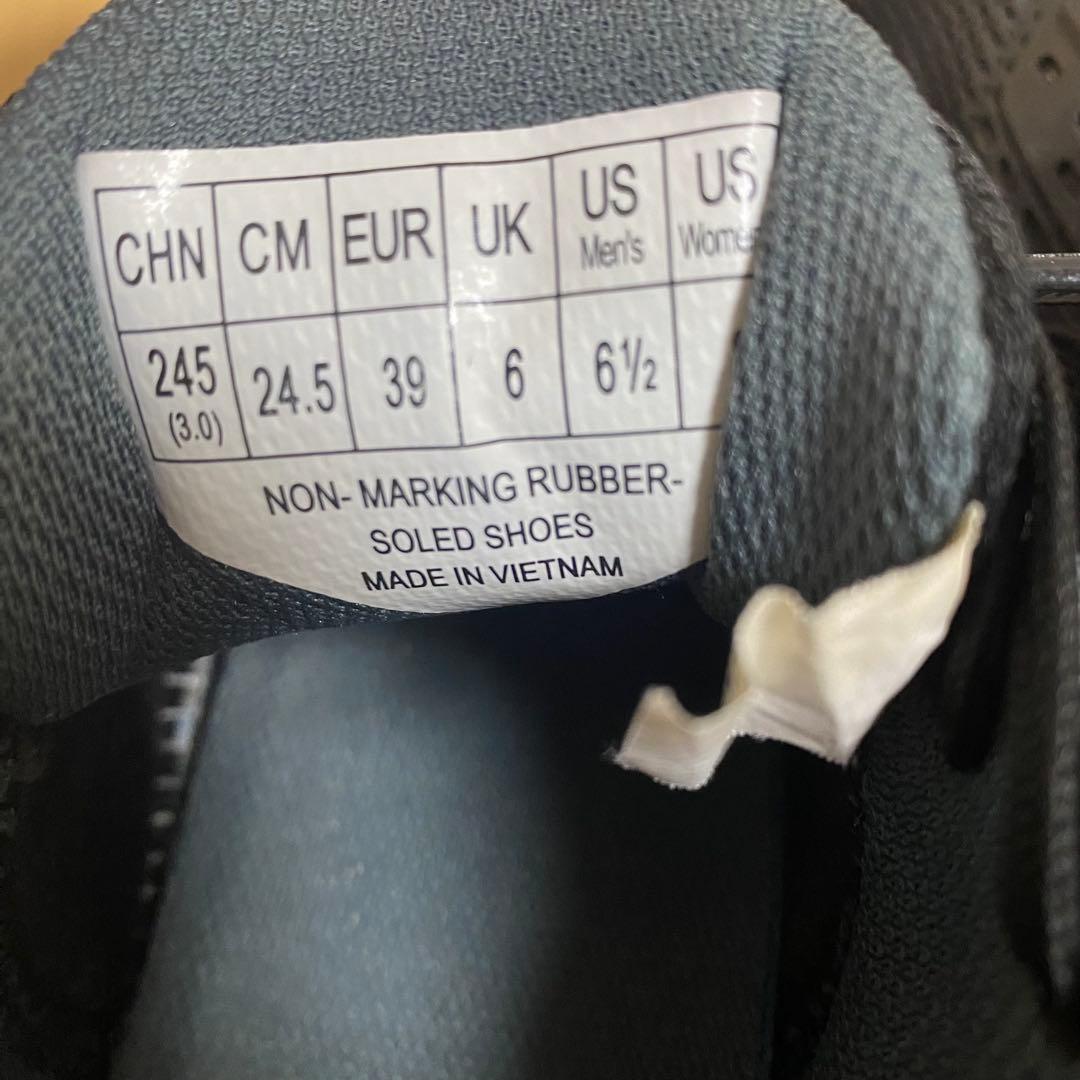 CHN CM EUR UK US Men's US
245 (3.0) 24.5 39 6 6½
NON- MARKING RUBBER-
SOLED SHOES
MADE IN VIETNAM